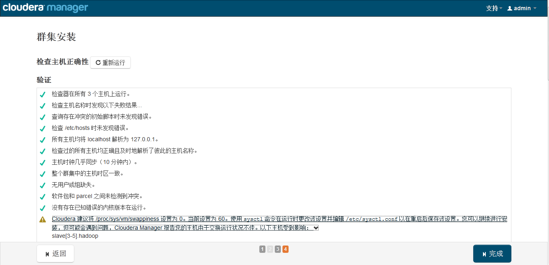 cloudera manager 支持 admin
群集安装
检查主机正确性 重新运行
验证
检查器在所有 3 个主机上运行。
检查主机名称时发现以下失败结果...
查询存在冲突的初始脚本时未发现错误。
检查 /etc/hosts 时未发现错误。
所有主机均将 localhost 解析为 127.0.0.1。
检查过的所有主机均正确且及时地解析了彼此的主机名称。
主机时钟几乎同步（10 分钟内）。
整个群集中的主机时区一致。
无用户或组缺失。
软件包和 parcel 之间未检测到冲突。
没有存在已知错误的内核版本在运行。
Cloudera 建议将 /proc/sys/vm/swappiness 设置为 0。当前设置为 60。使用 sysctl 命令在运行时更改该设置并编辑 /etc/sysctl.conf 以在重启后保存该设置。您可以继续进行安
装，但可能会遇到问题，Cloudera Manager 报告您的主机由于交换运行状况不佳。以下主机受到影响：
slave[3-5].hadoop
返回 1 2 3 4 完成